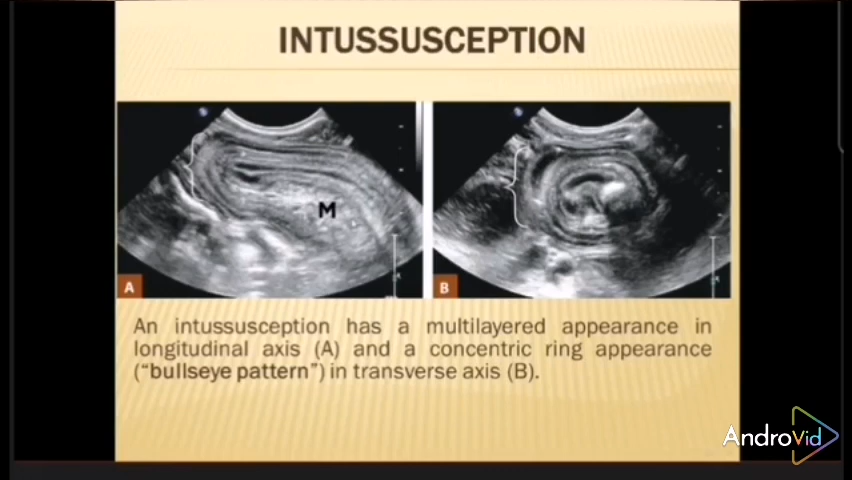 INTUSSUSCEPTION
M
A
B
An intussusception has a multilayered appearance in
longitudinal axis (A) and a concentric ring appearance
("bullseye pattern") in transverse axis (B).
AndroVid